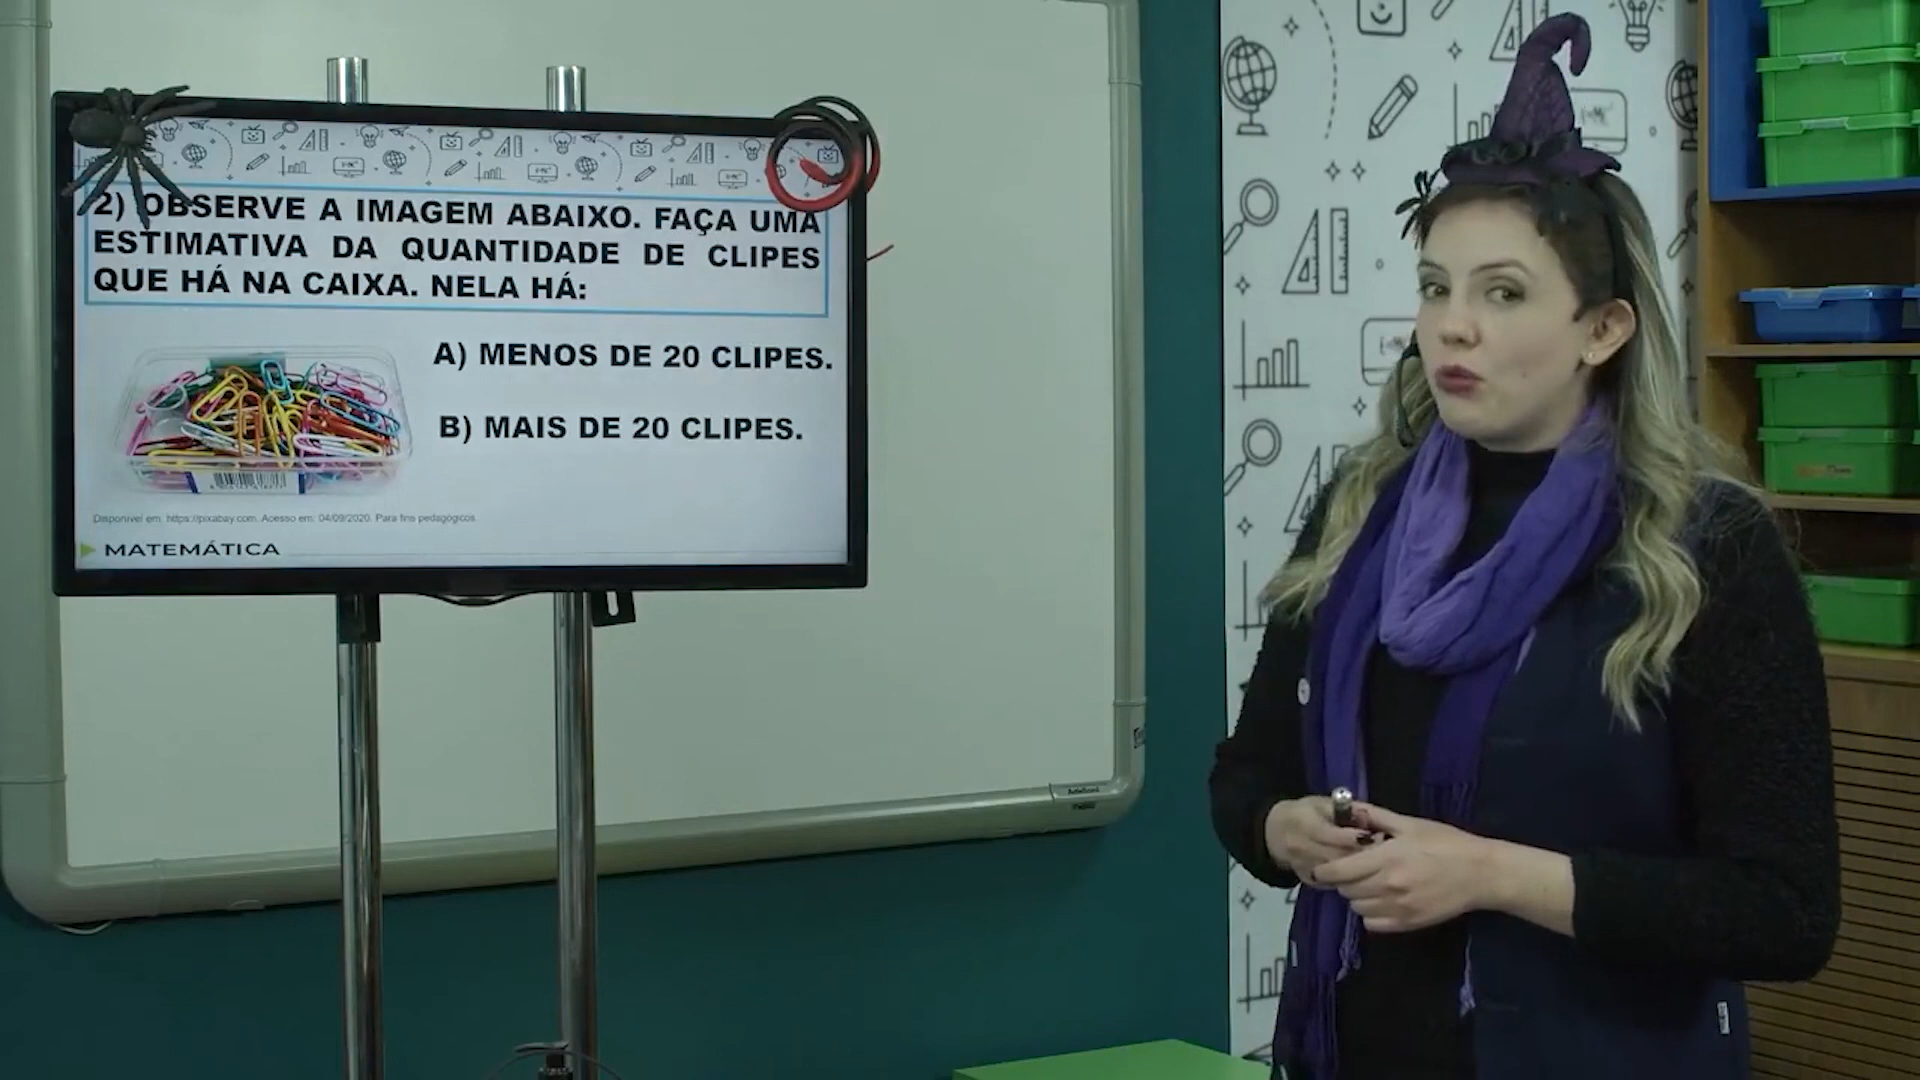 2) OBSERVE A IMAGEM ABAIXO. FAÇA UMA
ESTIMATIVA DA QUANTIDADE DE CLIPES
QUE HÁ NA CAIXA. NELA HÁ:
A) MENOS DE 20 CLIPES.
B) MAIS DE 20 CLIPES.
Disponível em: https://pixabay.com. Acesso em: 04/09/2020. Para fins pedagógicos.
MATEMÁTICA